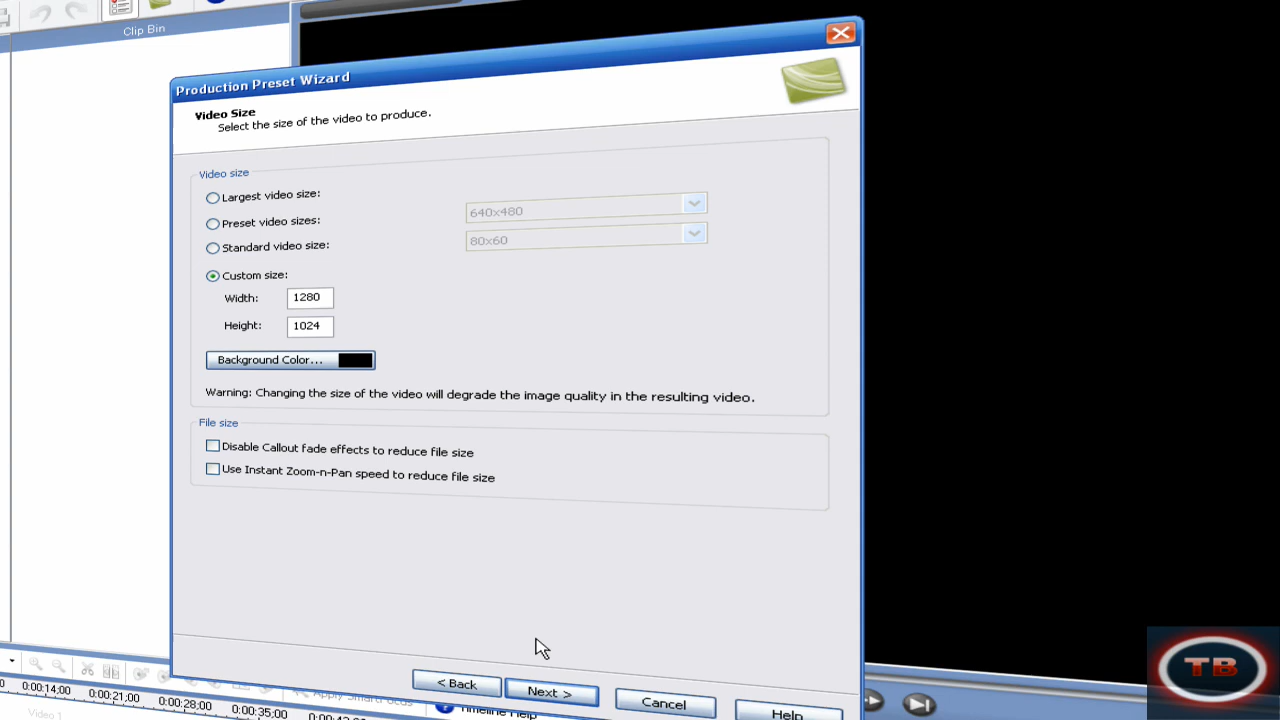 Clip Bin
Production Preset Wizard
Video Size
Select the size of the video to produce.
Video size
Largest video size:
Preset video sizes:
640x480
Standard video size:
80x60
Custom size:
Width:
1280
Height:
1024
Background Color...
Warning: Changing the size of the video will degrade the image quality in the resulting video.
File size
Disable Callout fade effects to reduce file size
Use Instant Zoom-n-Pan speed to reduce file size
< Back
Next >
Cancel
Help
TB
0:00:14;00
0:00:21;00
0:00:28;00
0:00:35;00
Timeline Help
Video 1